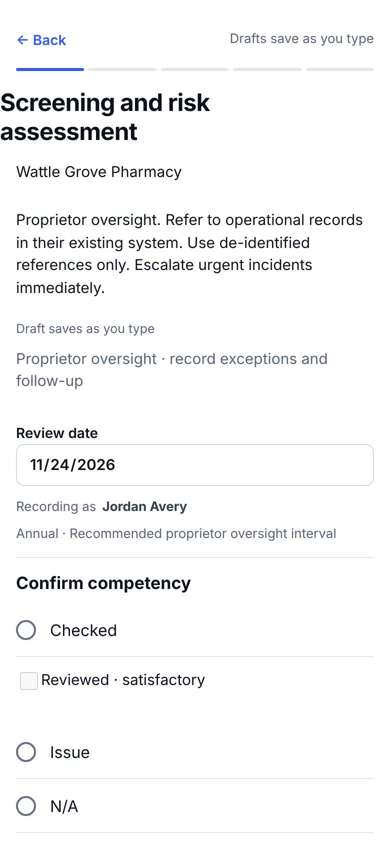 ← Back
Drafts save as you type
Screening and risk
assessment
Wattle Grove Pharmacy
Proprietor oversight. Refer to operational records
in their existing system. Use de-identified
references only. Escalate urgent incidents
immediately.
Draft saves as you type
Proprietor oversight · record exceptions and
follow-up
Review date
11/24/2026
Recording as Jordan Avery
Annual · Recommended proprietor oversight interval
Confirm competency
Checked
Reviewed · satisfactory
Issue
N/A